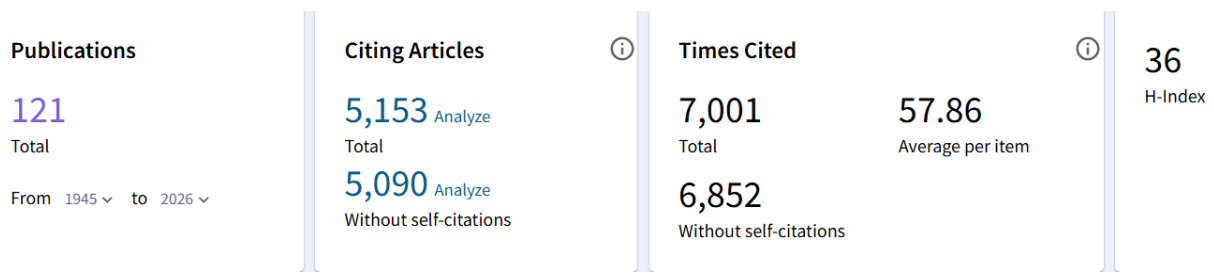 Publications
121
Total
From 1945 to 2026
Citing Articles
5,153 Analyze
Total
5,090 Analyze
Without self-citations
Times Cited
7,001
Total
6,852
Without self-citations
57.86
Average per item
36
H-Index